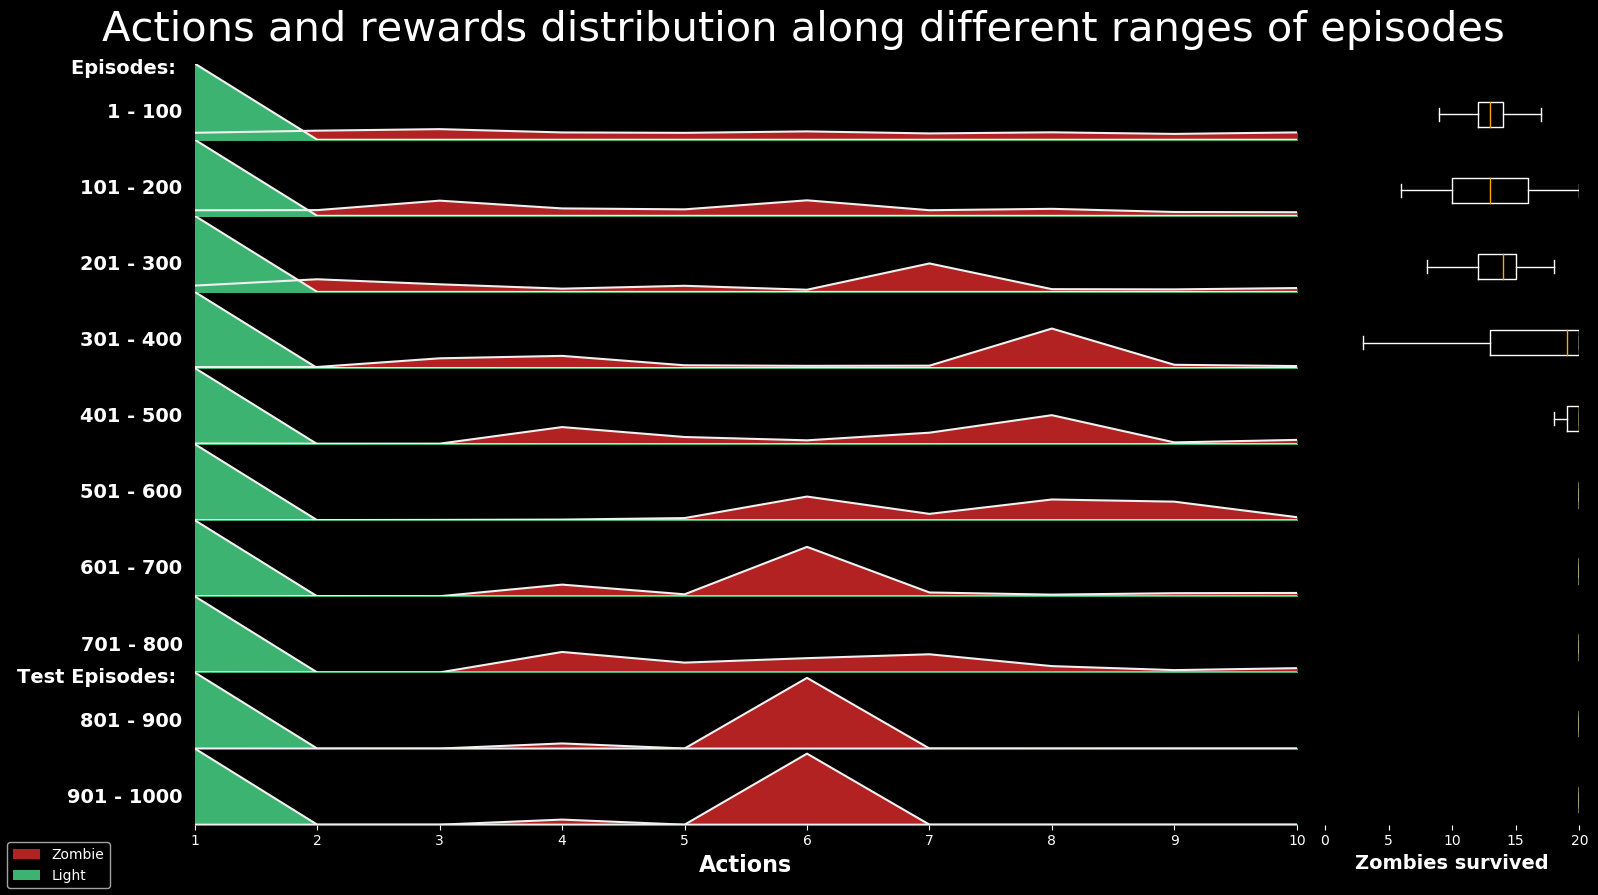 Actions and rewards distribution along different ranges of episodes
Episodes:
1 - 100
101 - 200
201 - 300
301 - 400
401 - 500
501 - 600
601 - 700
701 - 800
Test Episodes:
801 - 900
901 - 1000
1 2 3 4 5 6 7 8 9 10
0 5 10 15 20
Actions
Zombies survived
Zombie
Light